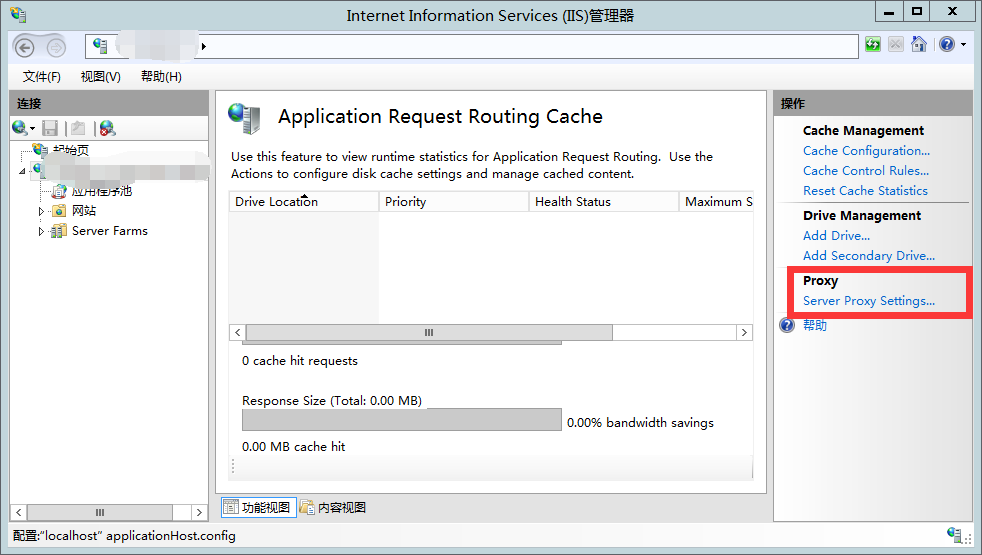 Internet Information Services (IIS)管理器
文件(F) 视图(V) 帮助(H)
连接
起始页
应用程序池
网站
Server Farms
Application Request Routing Cache
Use this feature to view runtime statistics for Application Request Routing. Use the
Actions to configure disk cache settings and manage cached content.
Drive Location Priority Health Status Maximum S
0 cache hit requests
Response Size (Total: 0.00 MB)
0.00% bandwidth savings
0.00 MB cache hit
功能视图 内容视图
操作
Cache Management
Cache Configuration...
Cache Control Rules...
Reset Cache Statistics
Drive Management
Add Drive...
Add Secondary Drive...
Proxy
Server Proxy Settings...
帮助
配置:"localhost" applicationHost.config